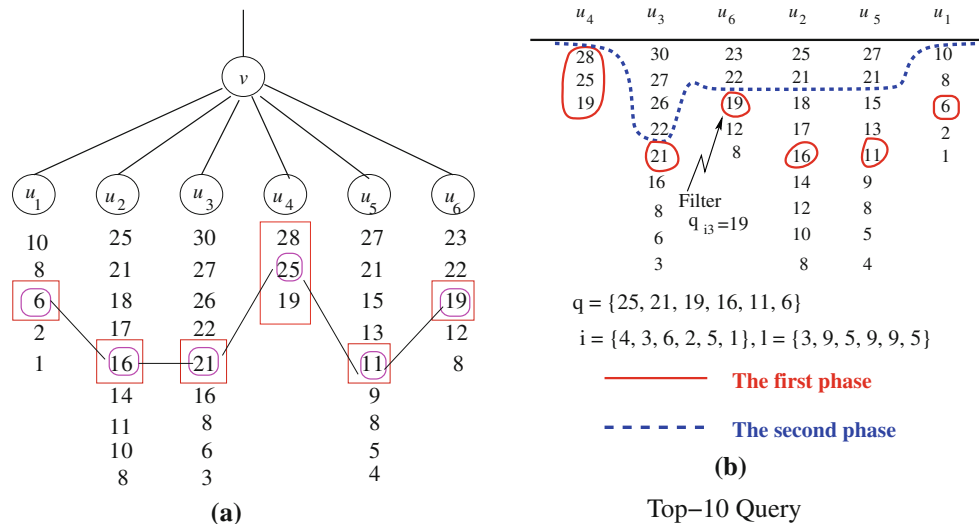 v
u1 u2 u3 u4 u5 u6
10 25 30 28 27 23
8 21 27 25 21 22
6 18 26 19 15 19
2 17 22 13 12
1 16 21 11 8
14 16 9
11 8 8
10 6 5
8 3 4
(a)
u4 u3 u6 u2 u5 u1
28 30 23 25 27 10
25 27 22 21 21 8
19 26 19 18 15 6
22 12 17 13 2
21 8 16 11 1
16 14 9
8 12 8
6 10 5
3 8 4
Filter
q i3 =19
q = {25, 21, 19, 16, 11, 6}
i = {4, 3, 6, 2, 5, 1}, l = {3, 9, 5, 9, 9, 5}
The first phase
The second phase
(b)
Top-10 Query